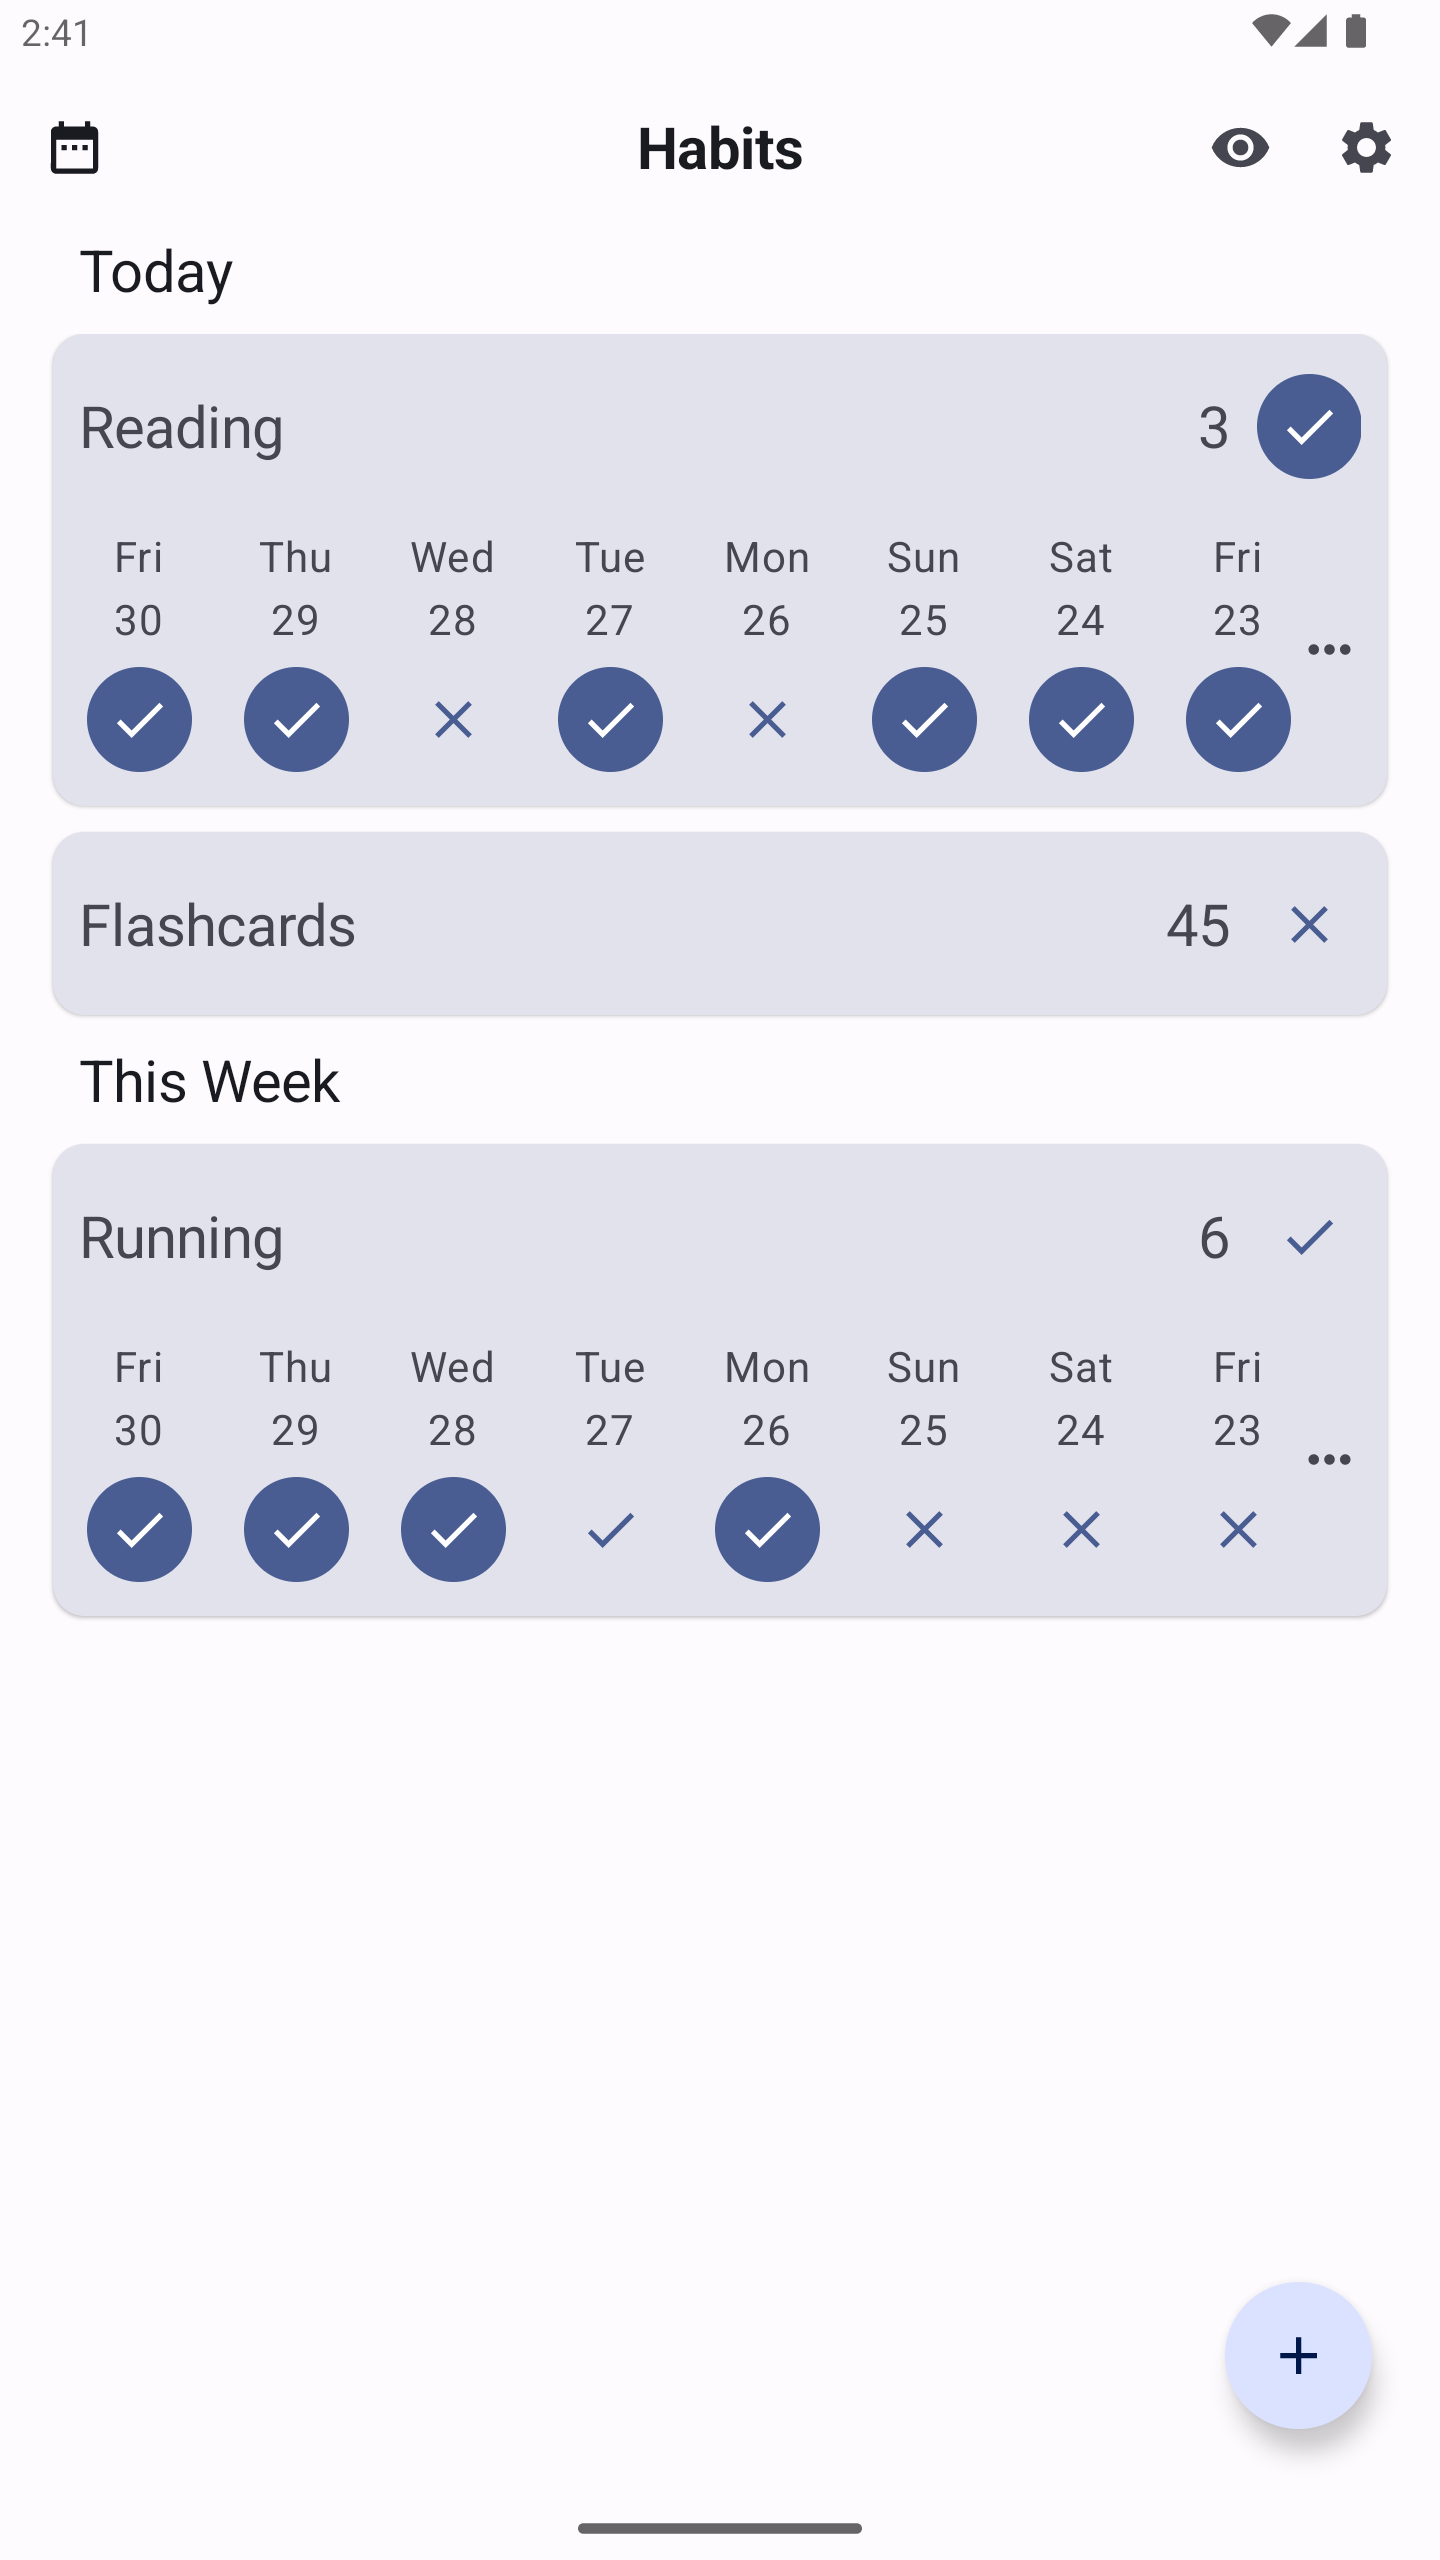 2:41
Habits
Today
Reading 3
Fri Thu Wed Tue Mon Sun Sat Fri
30 29 28 27 26 25 24 23
Flashcards 45
This Week
Running 6
Fri Thu Wed Tue Mon Sun Sat Fri
30 29 28 27 26 25 24 23